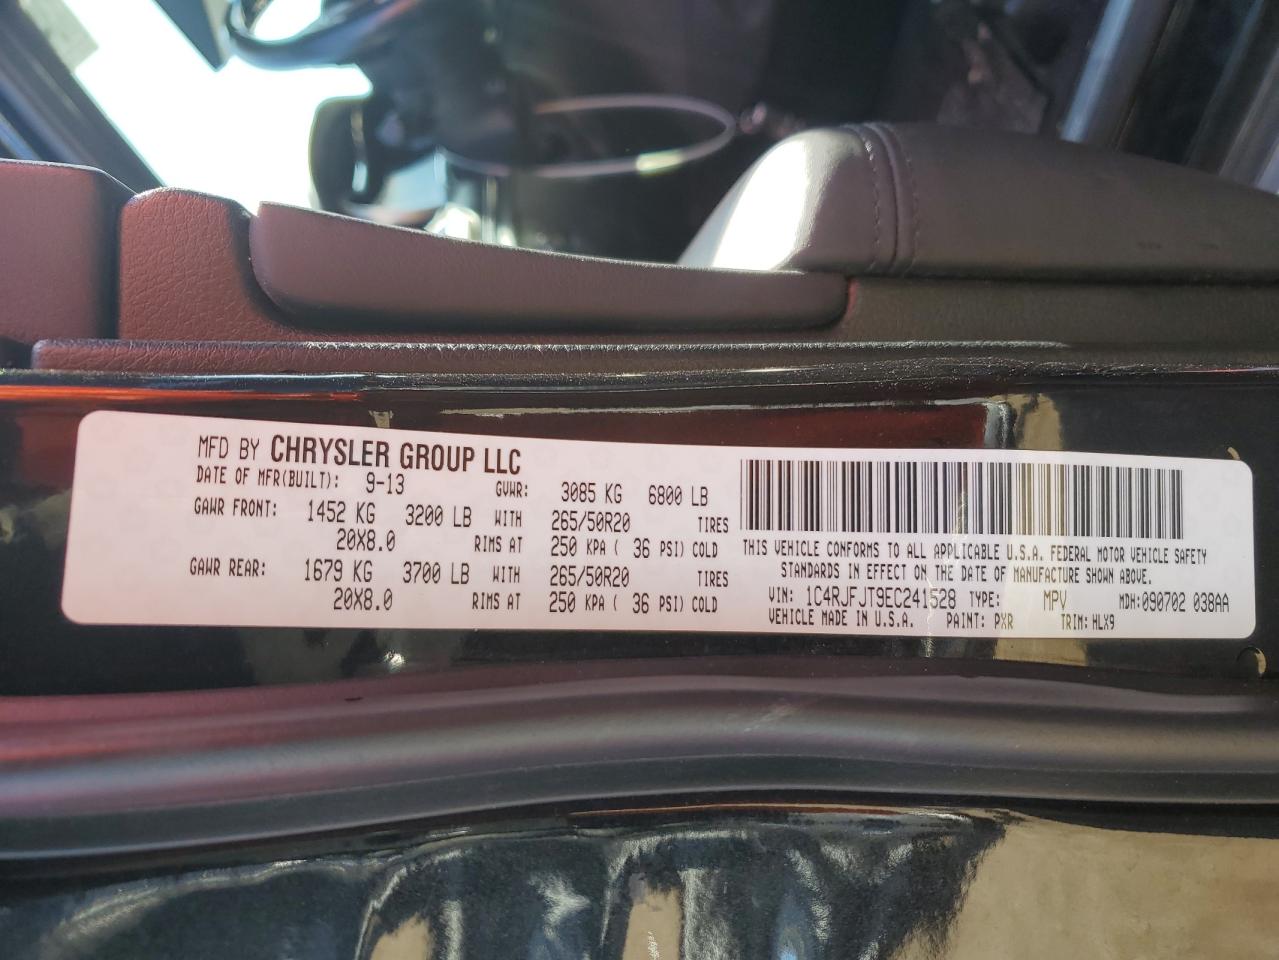 MFD BY CHRYSLER GROUP LLC
DATE OF MFR(BUILT): 9-13 GVWR: 3085 KG 6800 LB
GAWR FRONT: 1452 KG 3200 LB WITH 265/50R20 TIRES
20X8.0 RIMS AT 250 KPA ( 36 PSI) COLD
GAWR REAR: 1679 KG 3700 LB WITH 265/50R20 TIRES
20X8.0 RIMS AT 250 KPA ( 36 PSI) COLD
THIS VEHICLE CONFORMS TO ALL APPLICABLE U.S.A. FEDERAL MOTOR VEHICLE SAFETY
STANDARDS IN EFFECT ON THE DATE OF MANUFACTURE SHOWN ABOVE.
VIN: 1C4RJFJT9EC241528 TYPE: MPV MDH:090702 038AA
VEHICLE MADE IN U.S.A. PAINT: PXR TRIM: HLX9